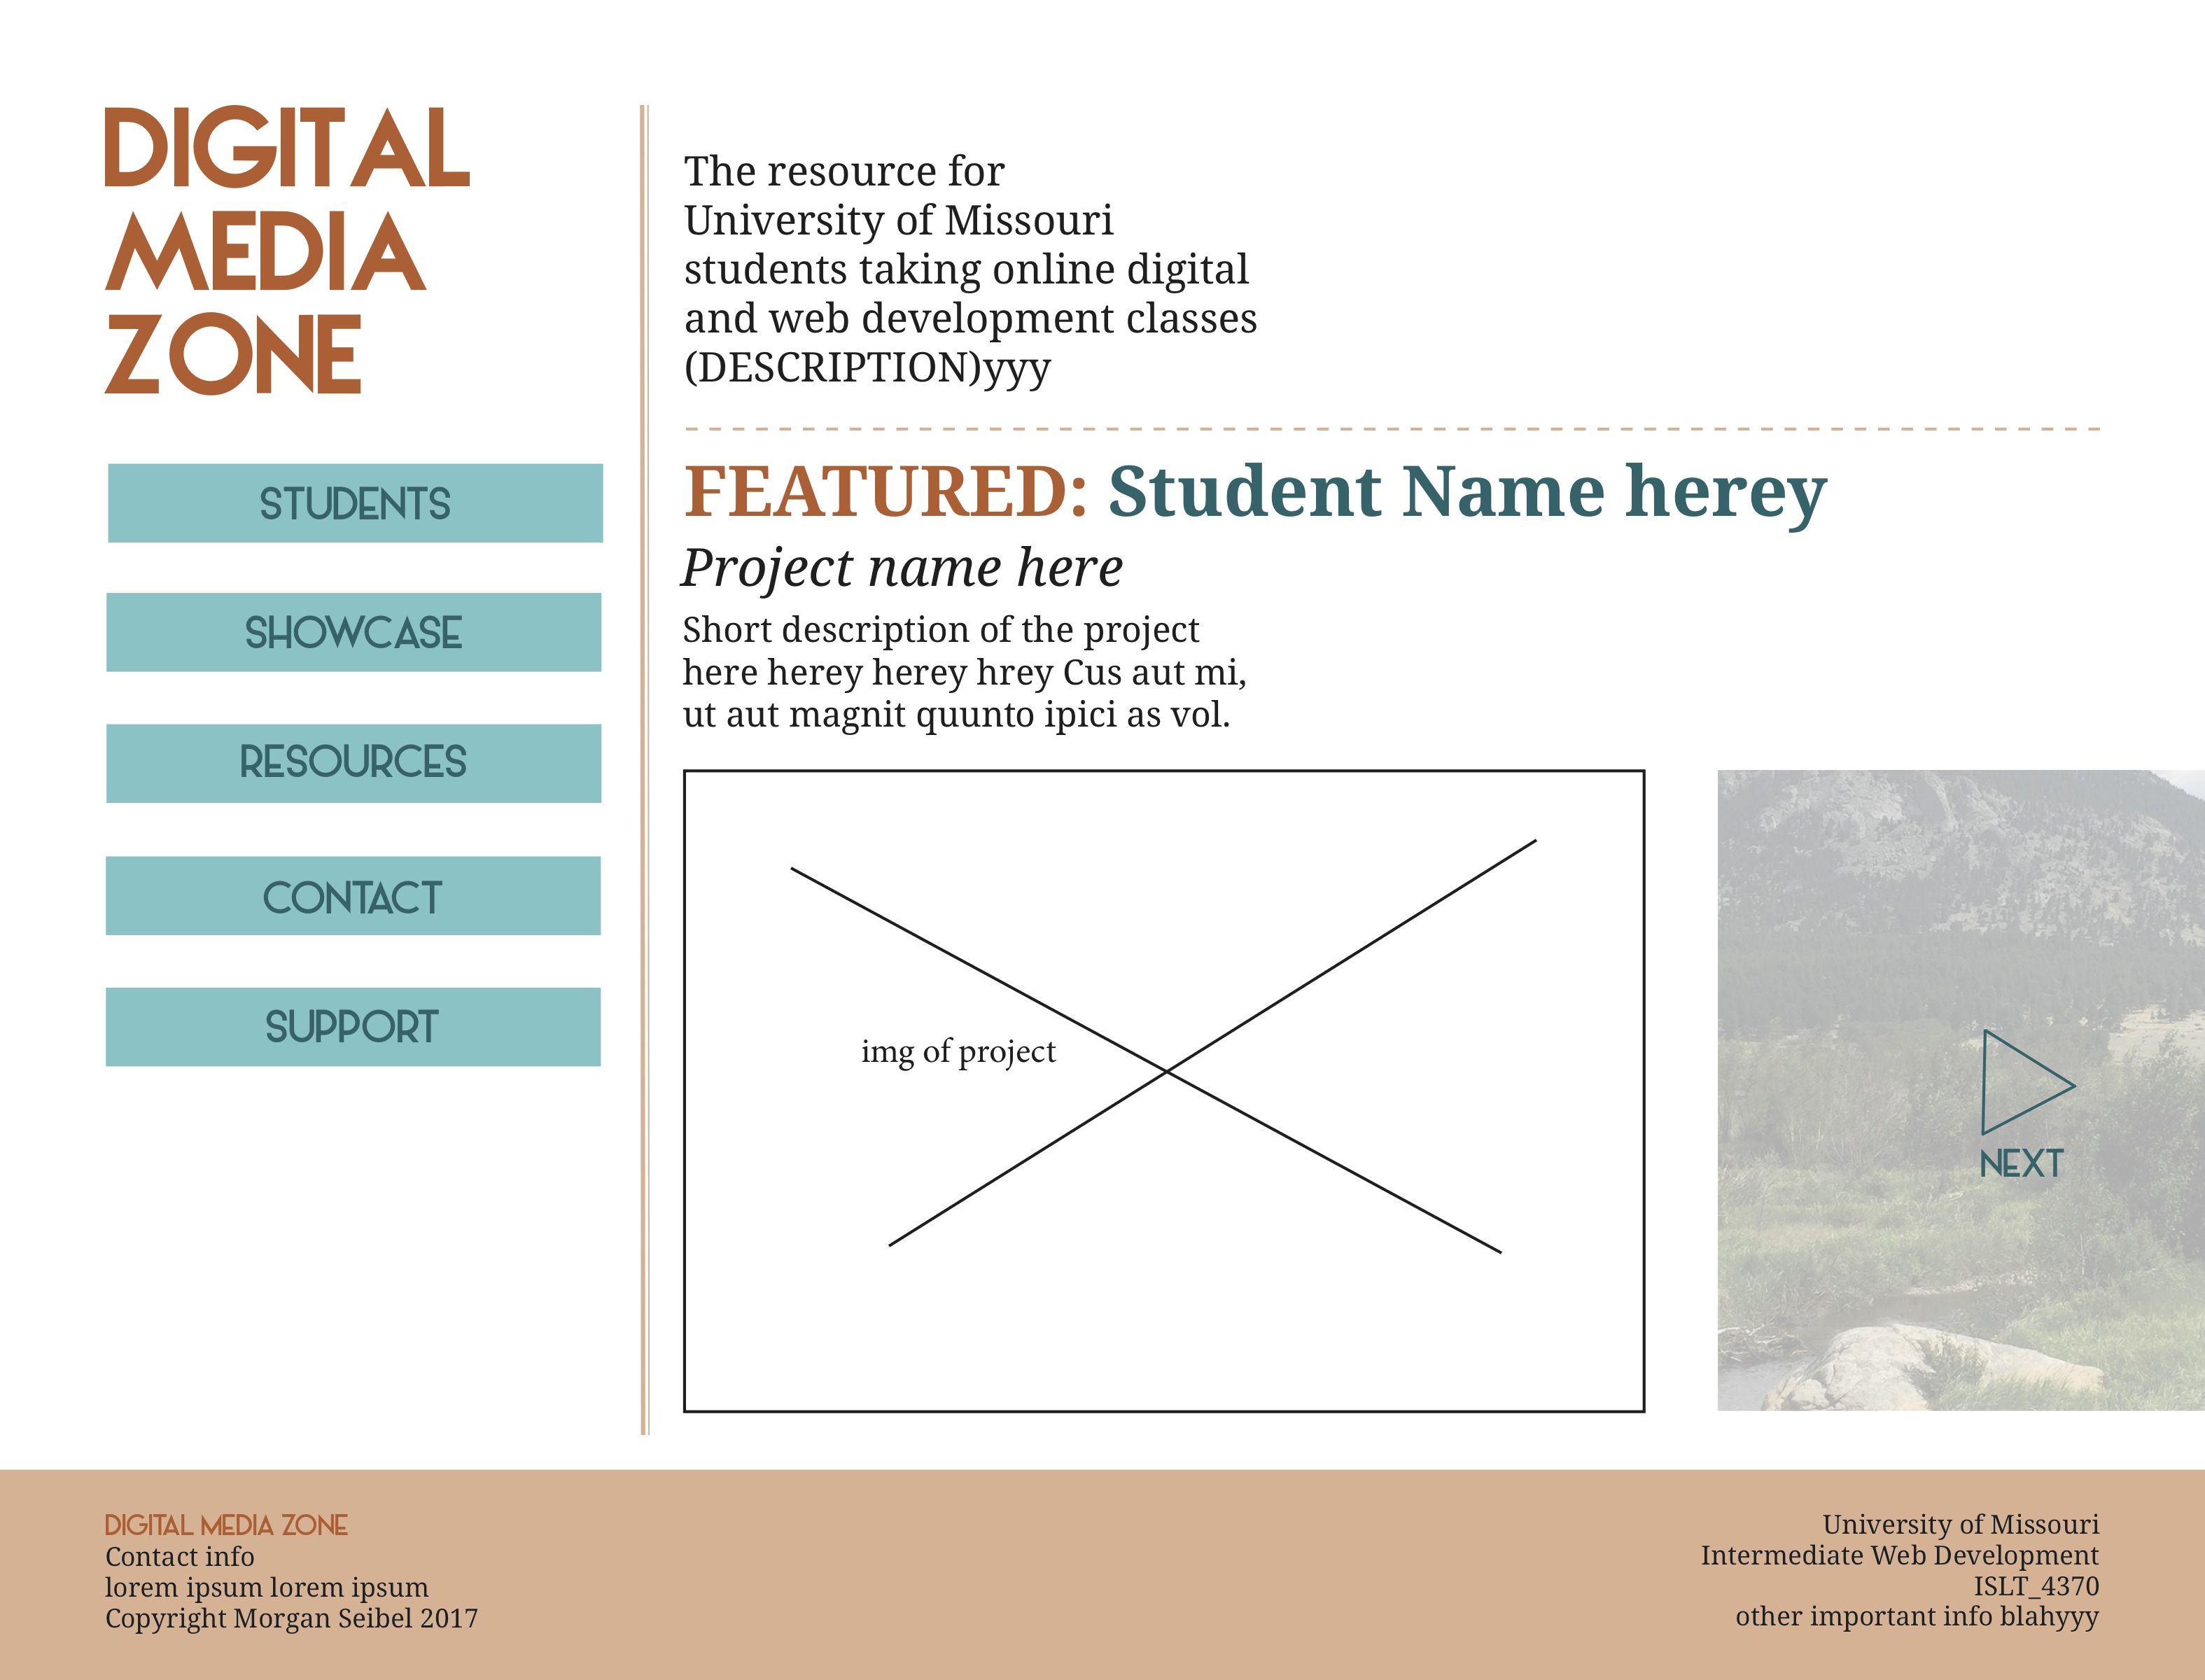 DIGITAL
MEDIA
ZONE
STUDENTS
SHOWCASE
RESOURCES
CONTACT
SUPPORT
The resource for
University of Missouri
students taking online digital
and web development classes
(DESCRIPTION)yyy
FEATURED: Student Name herey
Project name here
Short description of the project
here herey herey hrey Cus aut mi,
ut aut magnit quunto ipici as vol.
img of project
NEXT
DIGITAL MEDIA ZONE
Contact info
lorem ipsum lorem ipsum
Copyright Morgan Seibel 2017
University of Missouri
Intermediate Web Development
ISLT_4370
other important info blahyyy